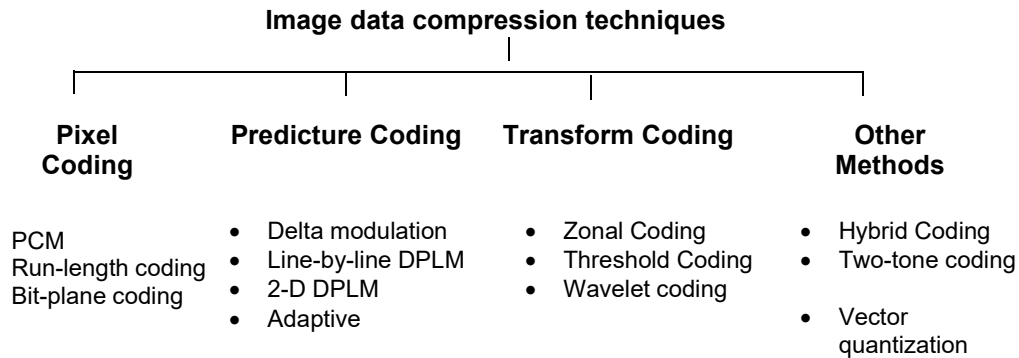 Image data compression techniques
Pixel
Coding
Predicture Coding
Transform Coding
Other
Methods
PCM
Run-length coding
Bit-plane coding
• Delta modulation
• Line-by-line DPLM
• 2-D DPLM
• Adaptive
• Zonal Coding
• Threshold Coding
• Wavelet coding
• Hybrid Coding
• Two-tone coding
• Vector
quantization